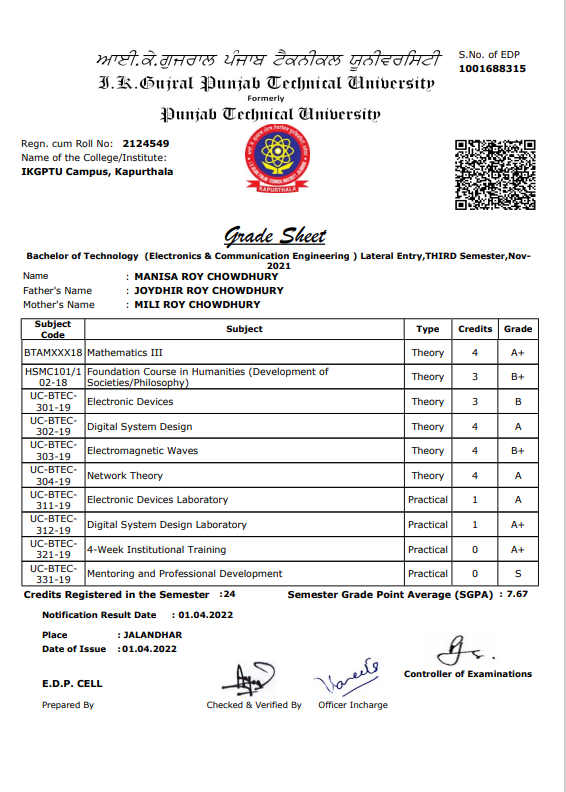 ਆਈ.ਕੇ.ਗੁਜਰਾਲ ਪੰਜਾਬ ਟੈਕਨੀਕਲ ਯੂਨੀਵਰਸਿਟੀ
S.No. of EDP
1001688315
I.K.Gujral Punjab Technical University
Formerly
Punjab Technical University
Regn. cum Roll No: 2124549
Name of the College/Institute:
IKGPTU Campus, Kapurthala
KAPURTHALA
Grade Sheet
Bachelor of Technology (Electronics & Communication Engineering ) Lateral Entry,THIRD Semester,Nov-
2021
Name : MANISA ROY CHOWDHURY
Father's Name : JOYDHIR ROY CHOWDHURY
Mother's Name : MILI ROY CHOWDHURY
Subject Code Subject Type Credits Grade
BTAMXXX18 Mathematics III Theory 4 A+
HSMC101/1 02-18 Foundation Course in Humanities (Development of Societies/Philosophy) Theory 3 B+
UC-BTEC-301-19 Electronic Devices Theory 3 B
UC-BTEC-302-19 Digital System Design Theory 4 A
UC-BTEC-303-19 Electromagnetic Waves Theory 4 B+
UC-BTEC-304-19 Network Theory Theory 4 A
UC-BTEC-311-19 Electronic Devices Laboratory Practical 1 A
UC-BTEC-312-19 Digital System Design Laboratory Practical 1 A+
UC-BTEC-321-19 4-Week Institutional Training Practical 0 A+
UC-BTEC-331-19 Mentoring and Professional Development Practical 0 S
Credits Registered in the Semester :24 Semester Grade Point Average (SGPA) : 7.67
Notification Result Date : 01.04.2022
Place : JALANDHAR
Date of Issue : 01.04.2022
Controller of Examinations
E.D.P. CELL
Prepared By Checked & Verified By Officer Incharge